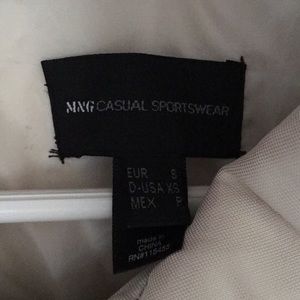 MNG CASUAL SPORTSWEAR
EUR S
D-USA XS
MEX P
made in
CHINA